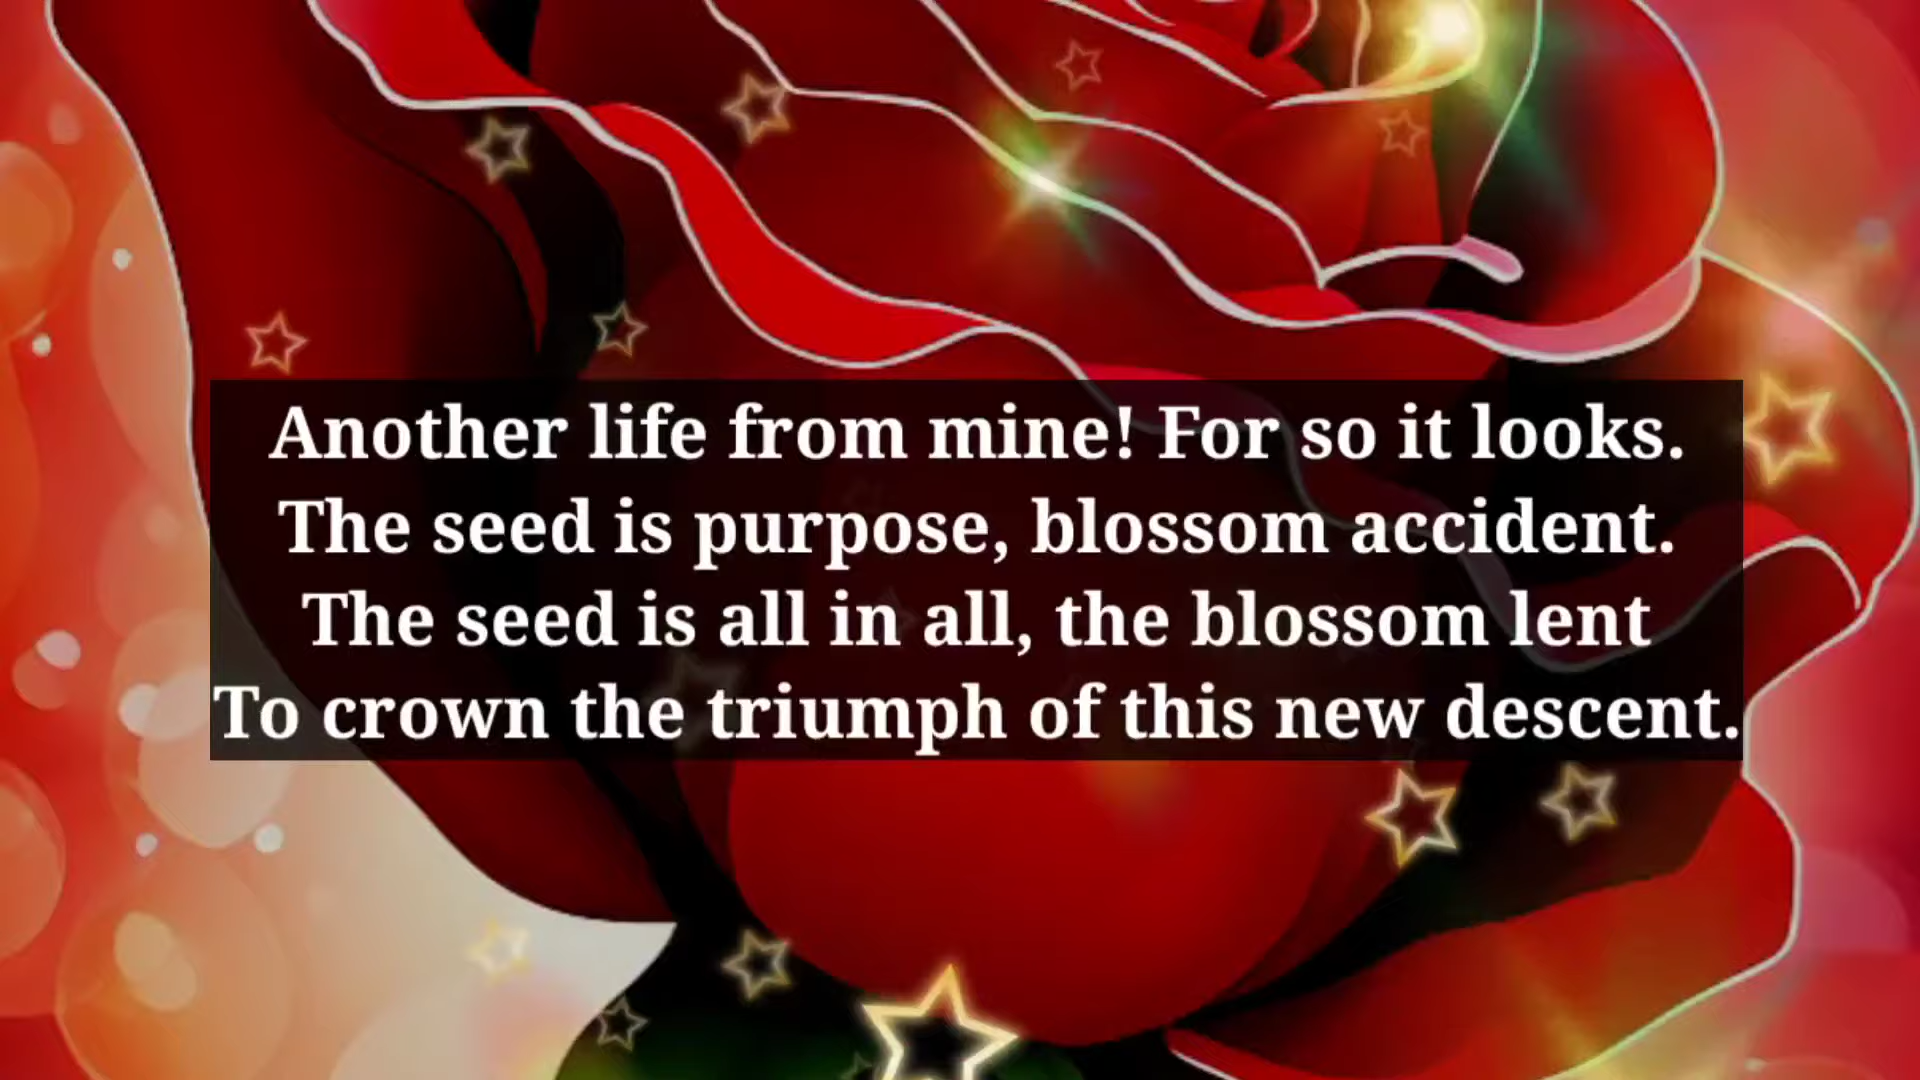 Another life from mine! For so it looks.
The seed is purpose, blossom accident.
The seed is all in all, the blossom lent
To crown the triumph of this new descent.